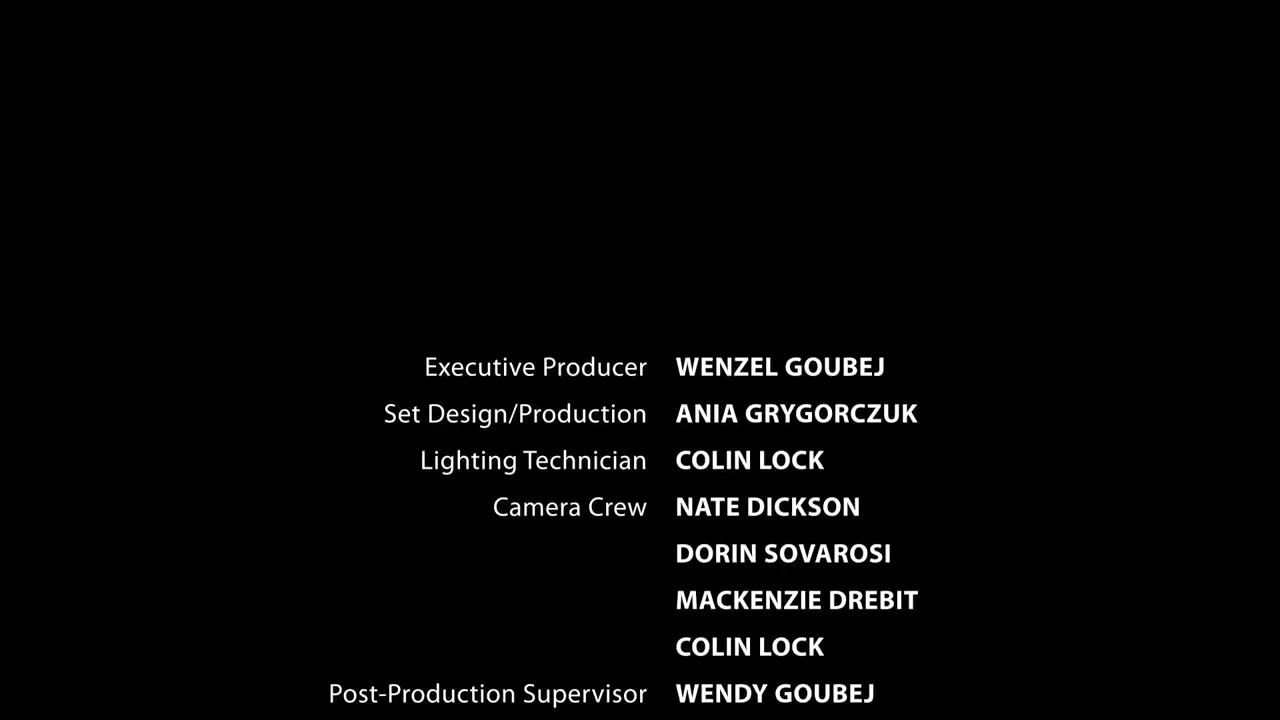 Executive Producer WENZEL GOUBEJ
Set Design/Production ANIA GRYGORCZUK
Lighting Technician COLIN LOCK
Camera Crew NATE DICKSON
DORIN SOVAROSI
MACKENZIE DREBIT
COLIN LOCK
Post-Production Supervisor WENDY GOUBEJ